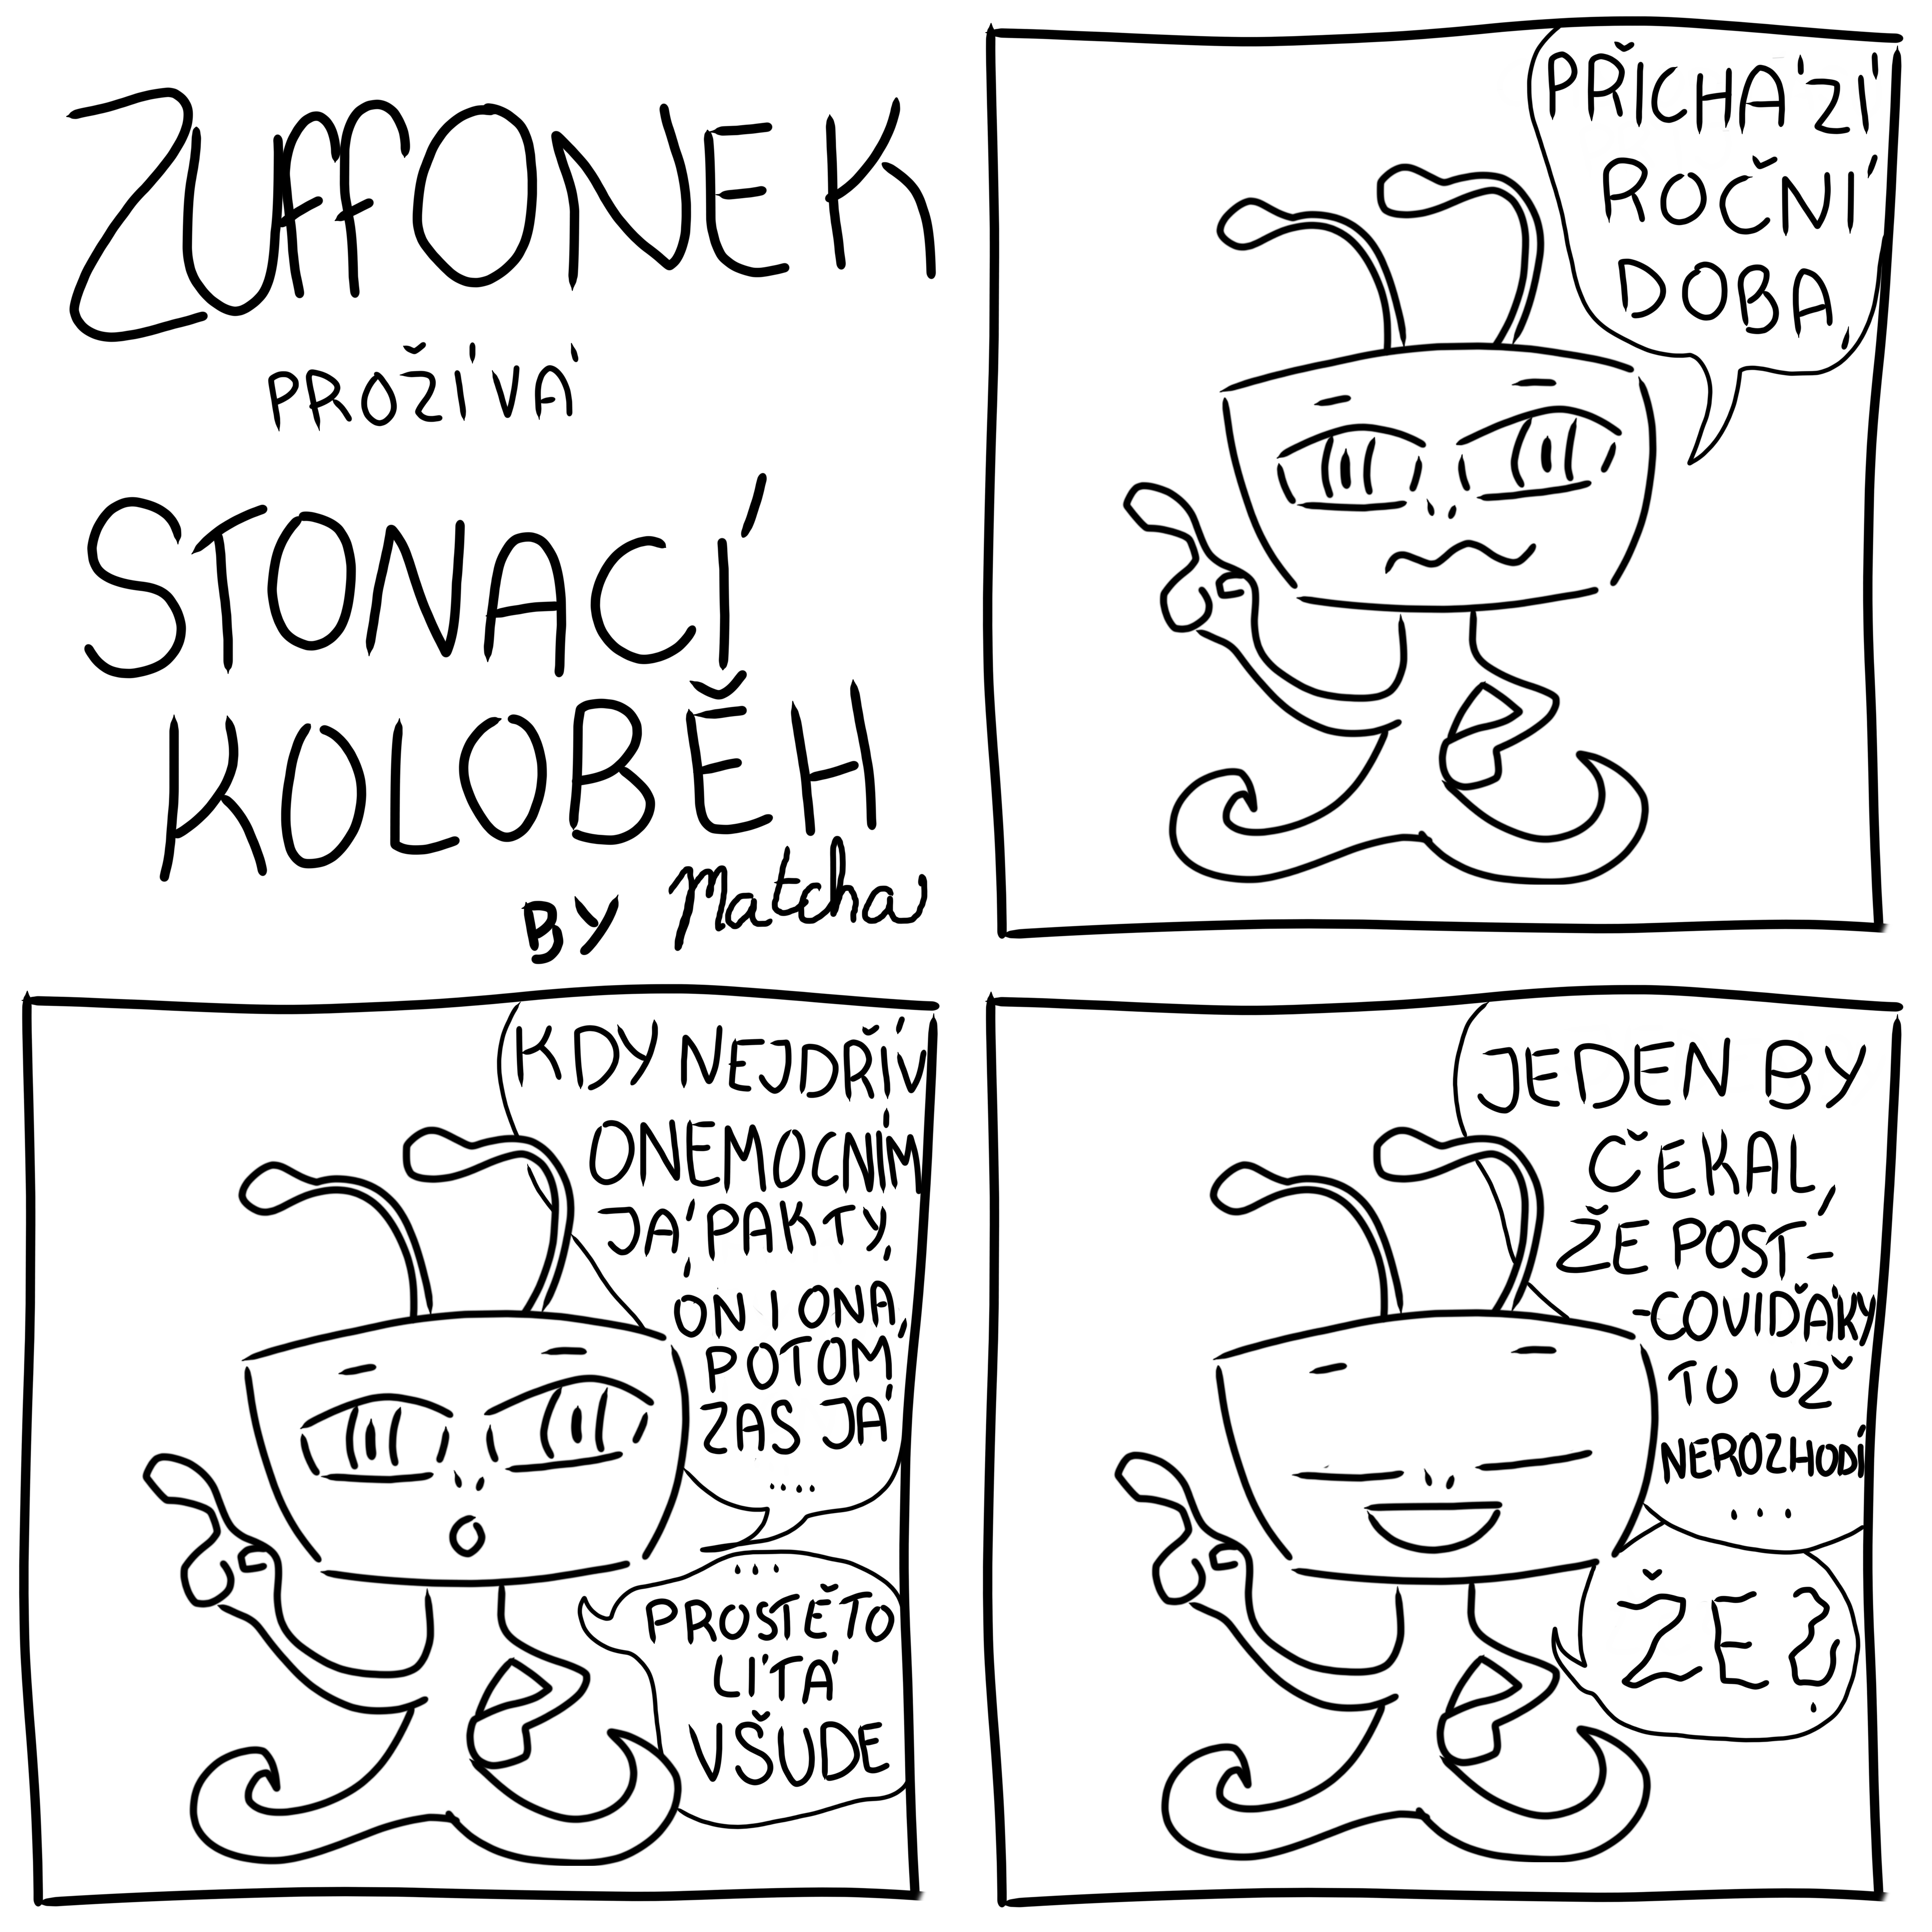 ZUFFONEK
PROŽÍVÁ
STONACÍ
KOLOBĚH
BY Matcha
PŘICHÁZÍ
ROČNÍ
DOBA,
KDY NEJDŘÍV
ONEMOCNÍM
JÁ, PAK TY,
ON I ONA,
POTOM
ZAS JÁ
....
...
PROSTĚ TO
LÍTÁ
VŠUDE
JEDEN BY
ČEKAL,
ŽE POST-
-COVIDÁKY
TO UŽ
NEROZHODÍ
...
ŽE?